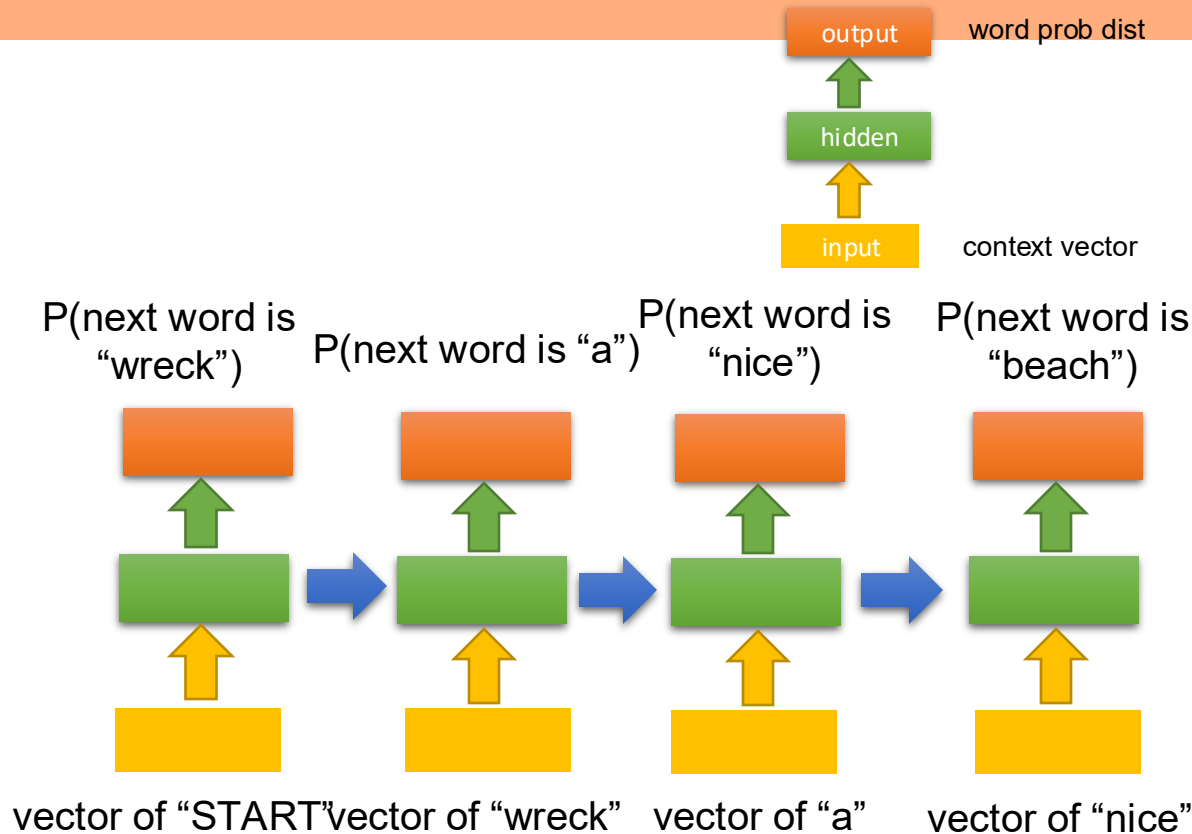 output
word prob dist
hidden
input
context vector
P(next word is
“wreck”)
P(next word is “a”)
P(next word is
“nice”)
P(next word is
“beach”)
vector of “START”
vector of “wreck”
vector of “a”
vector of “nice”